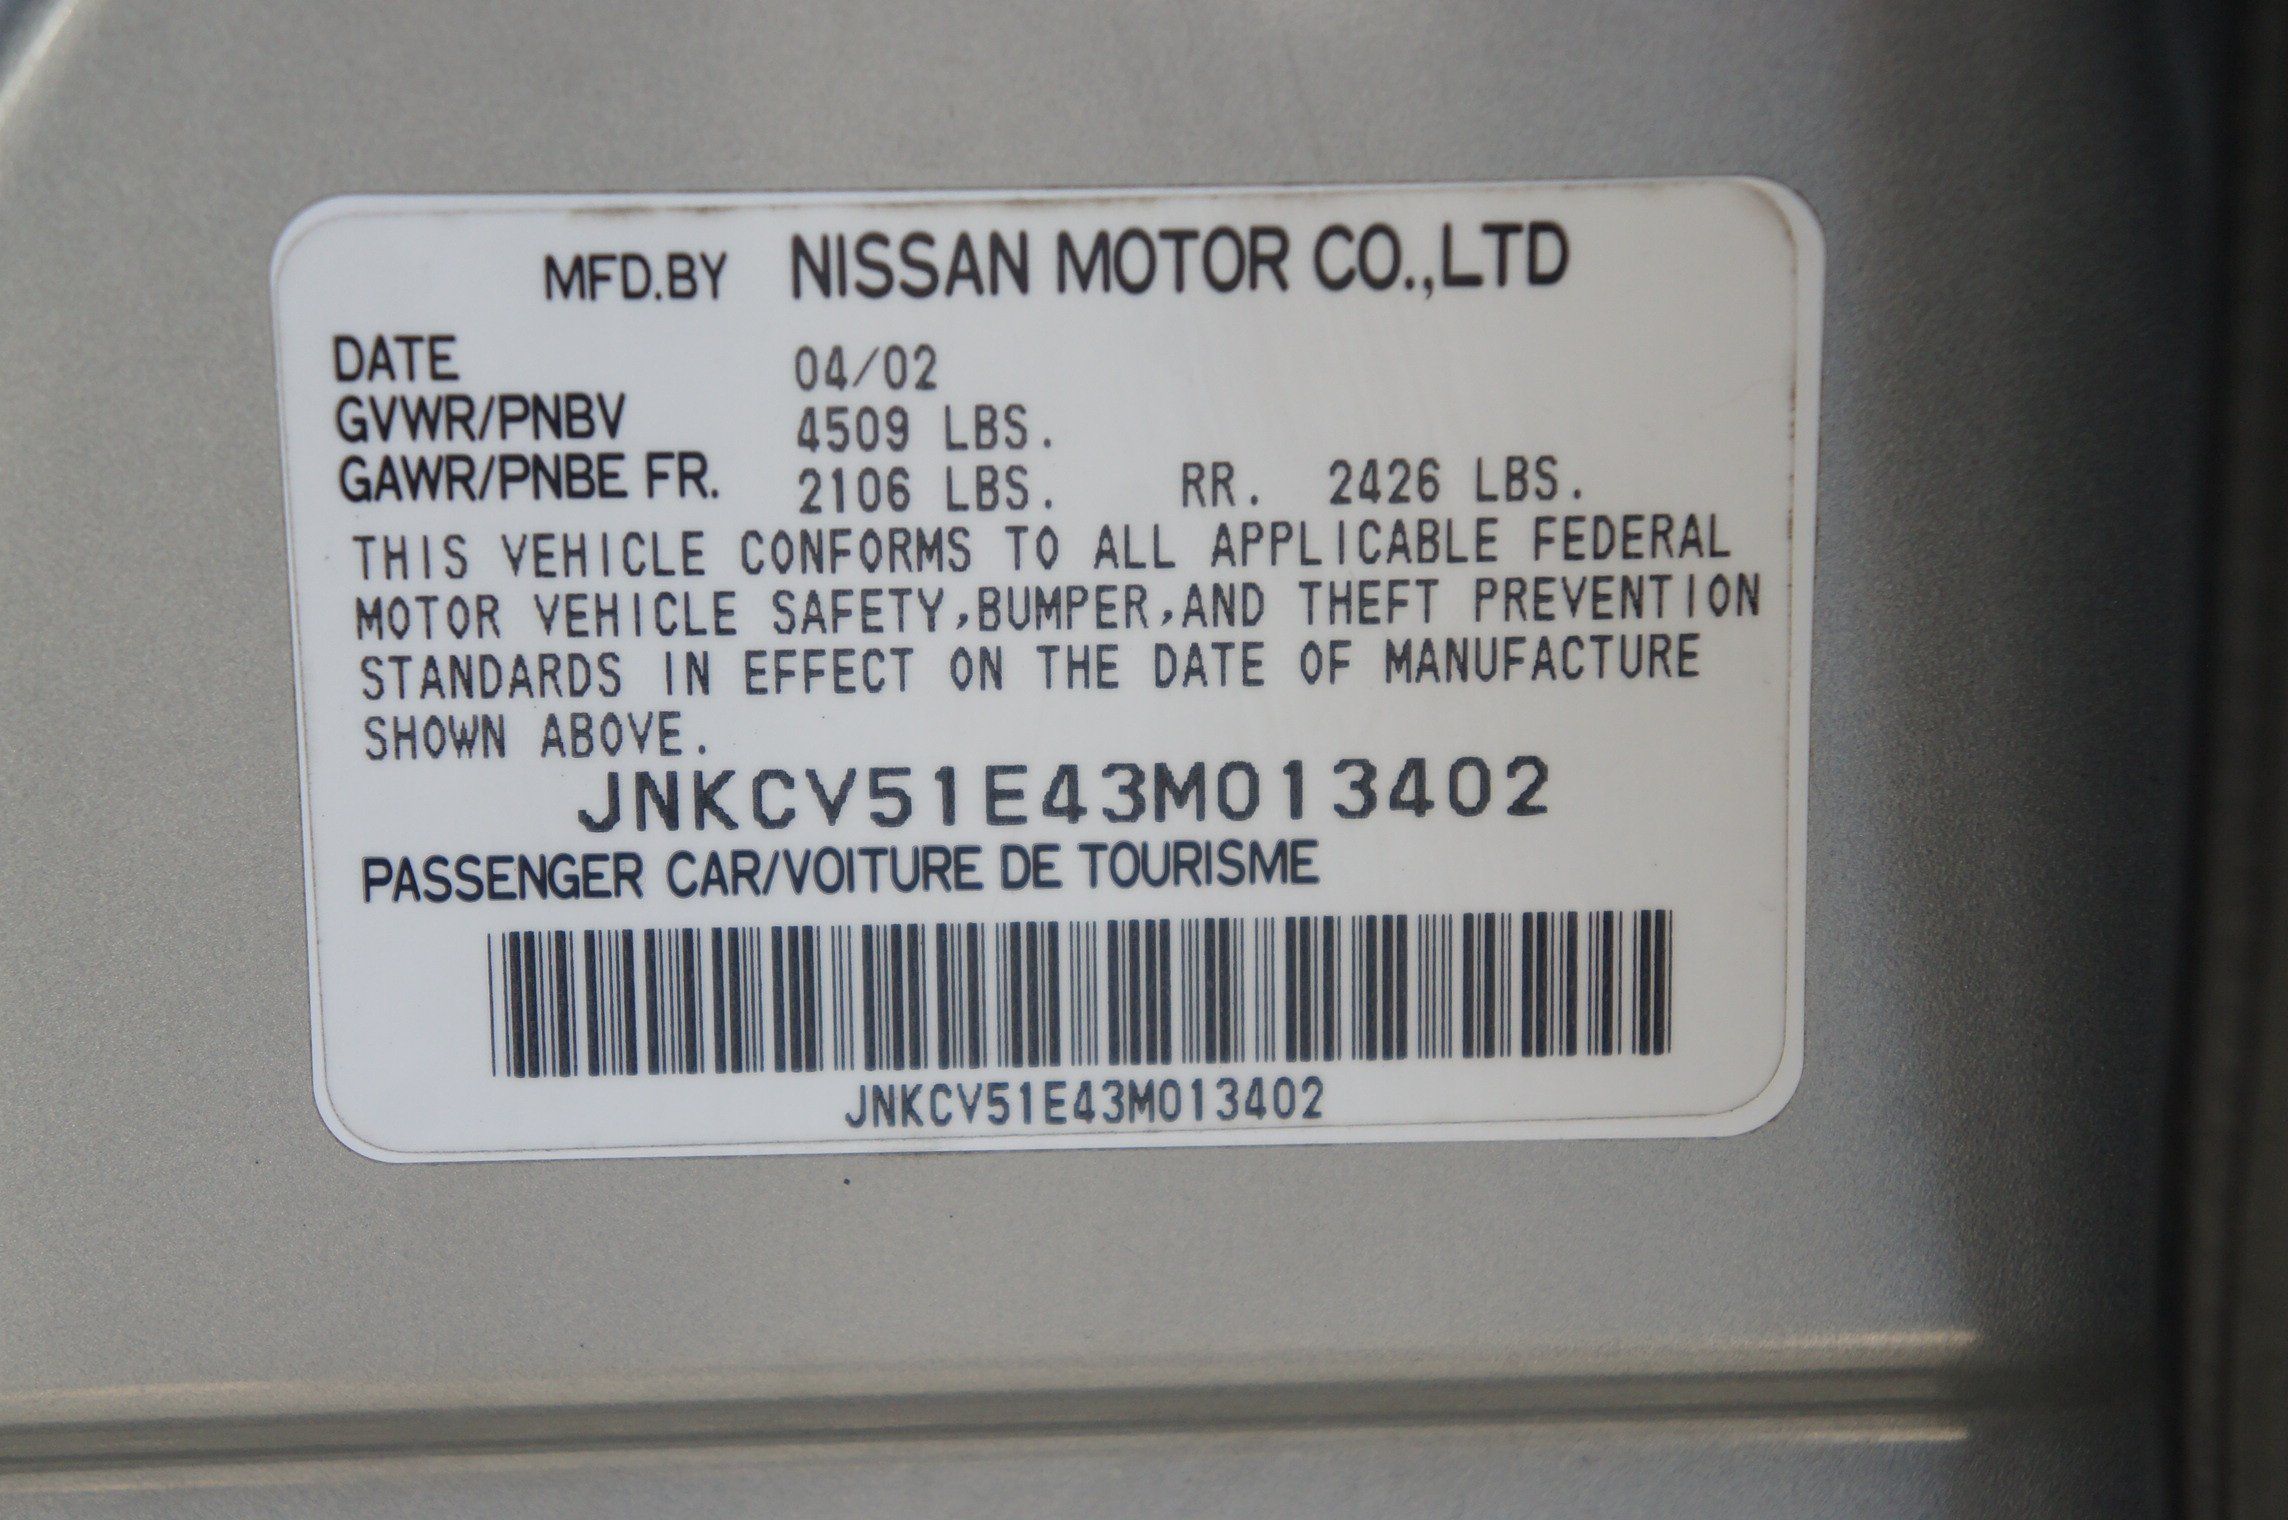 MFD.BY NISSAN MOTOR CO.,LTD
DATE 04/02
GVWR/PNBV 4509 LBS.
GAWR/PNBE FR. 2106 LBS. RR. 2426 LBS.
THIS VEHICLE CONFORMS TO ALL APPLICABLE FEDERAL
MOTOR VEHICLE SAFETY,BUMPER,AND THEFT PREVENTION
STANDARDS IN EFFECT ON THE DATE OF MANUFACTURE
SHOWN ABOVE.
JNKCV51E43M013402
PASSENGER CAR/VOITURE DE TOURISME
JNKCV51E43M013402